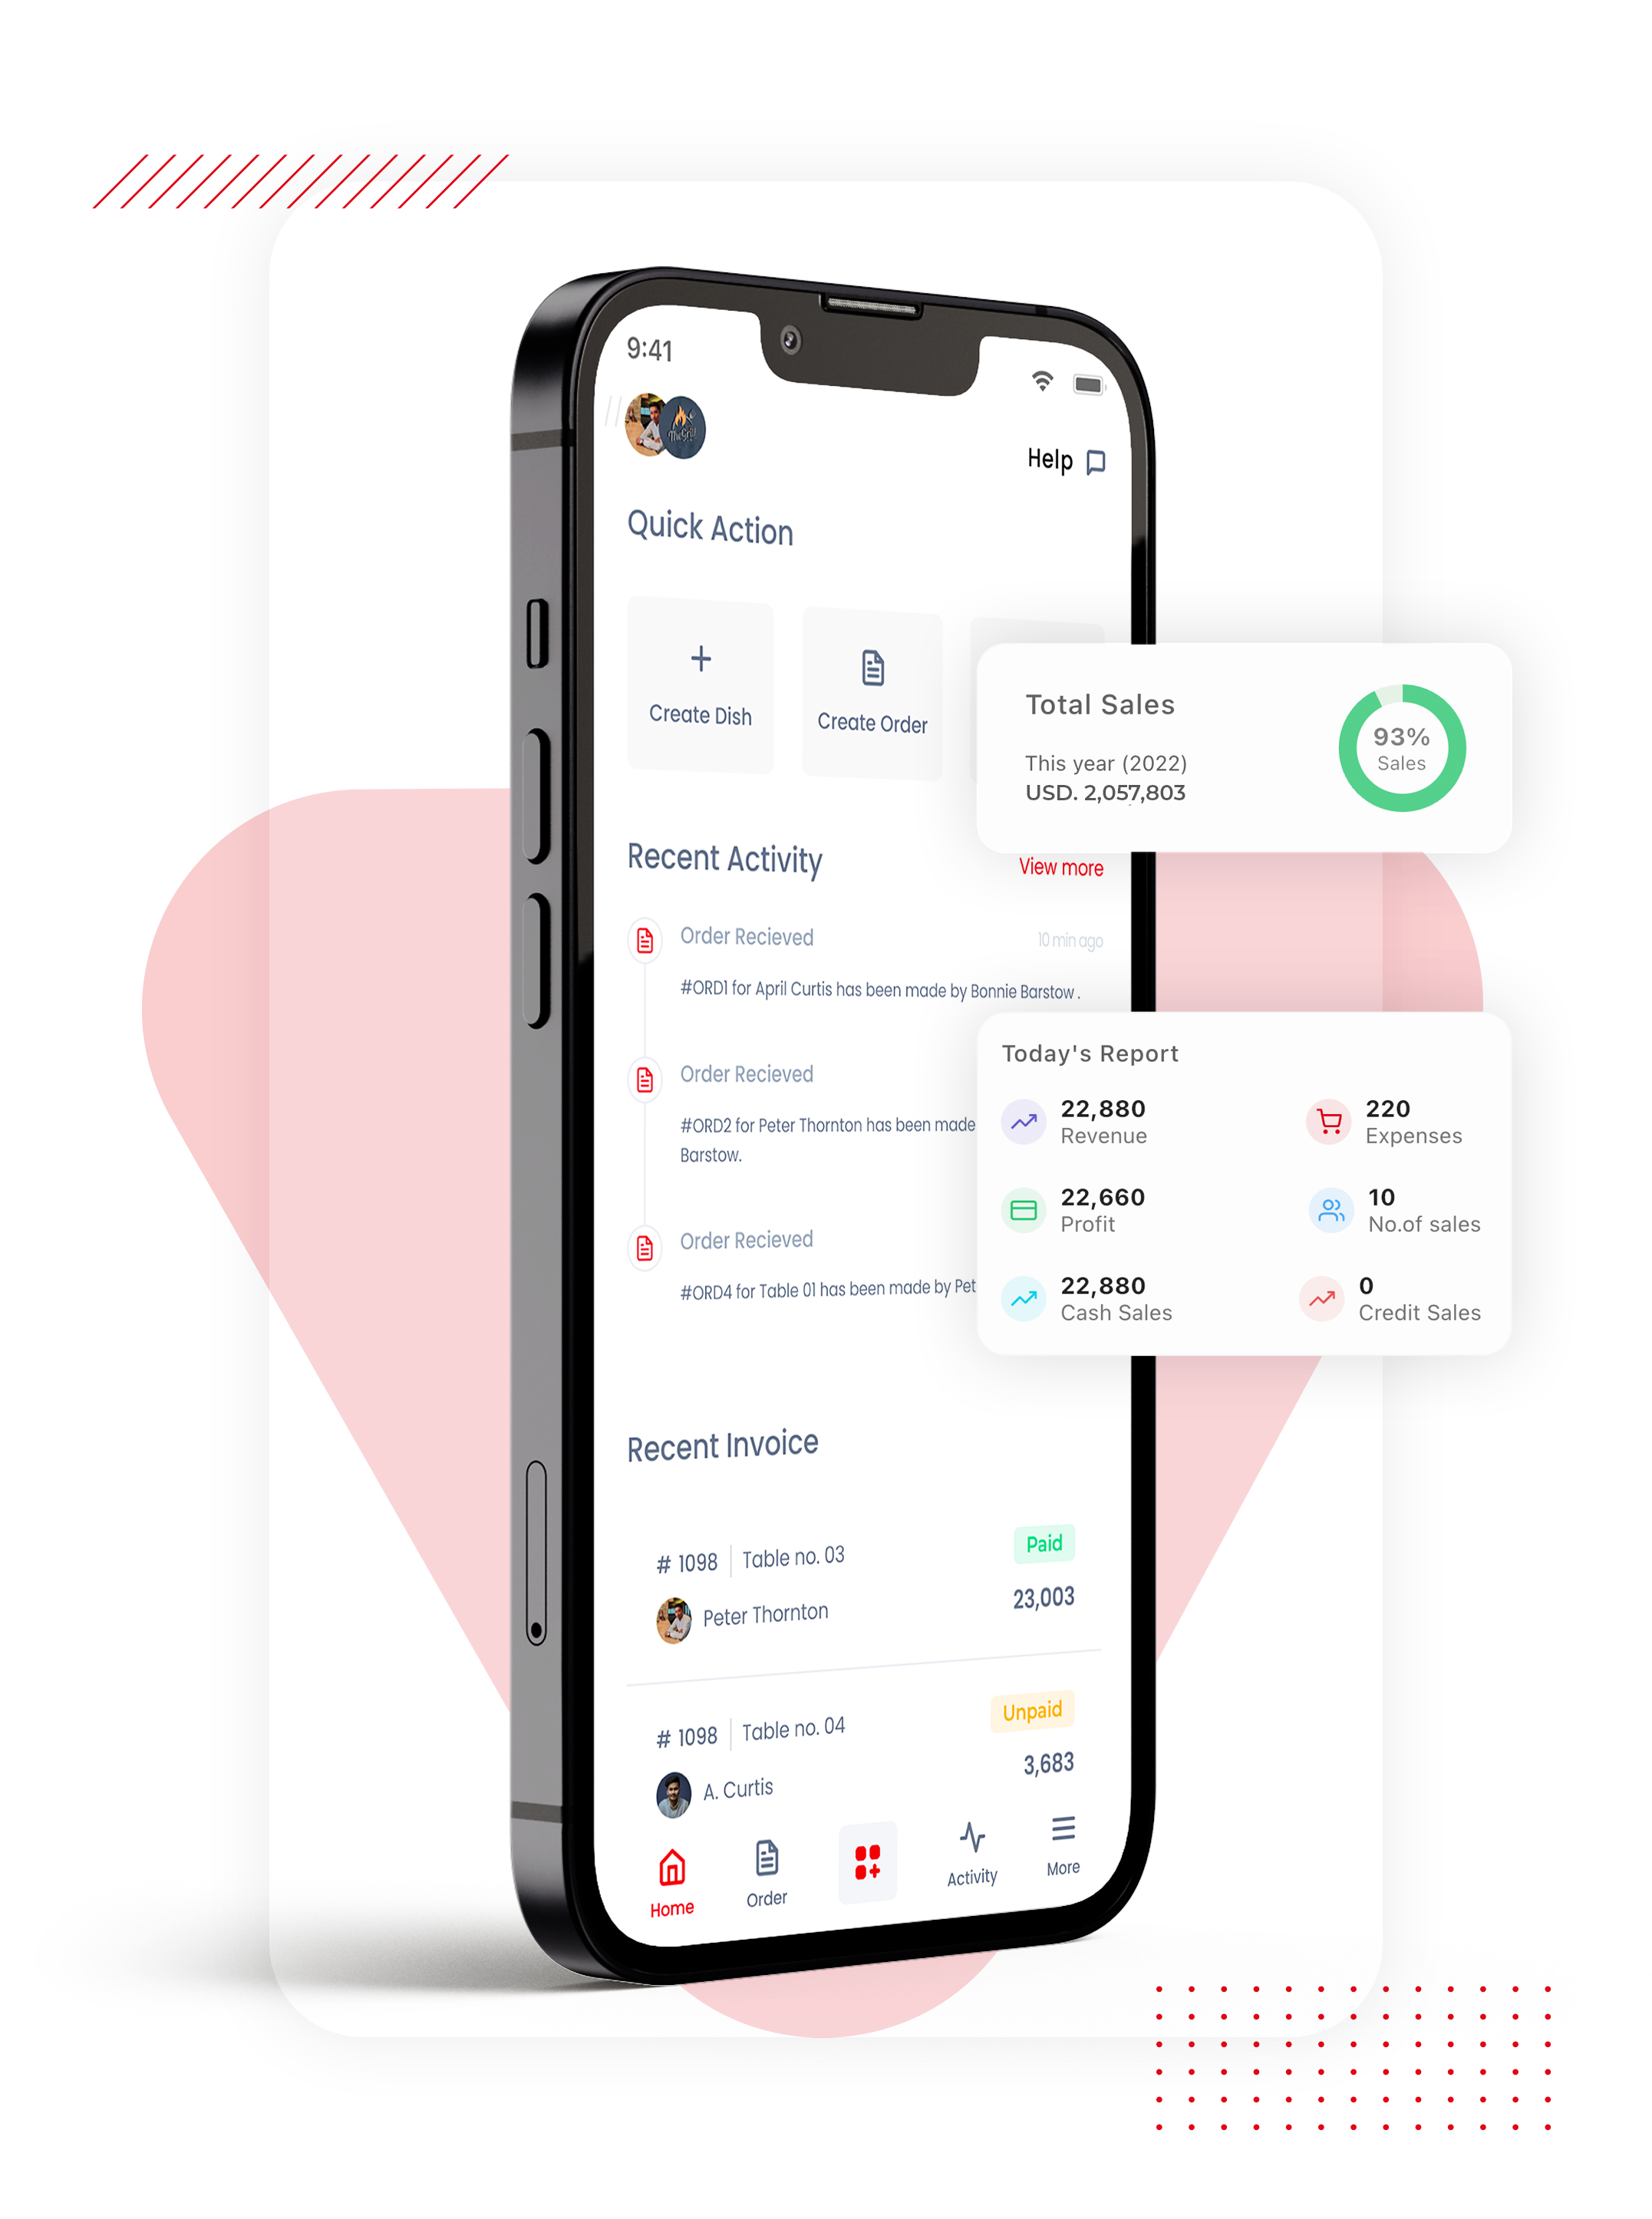 9:41
Help
Quick Action
Create Dish
Create Order
Total Sales
This year (2022)
USD. 2,057,803
93%
Sales
Recent Activity
View more
Order Recieved
10 min ago
#ORD1 for April Curtis has been made by Bonnie Barstow .
Order Recieved
#ORD2 for Peter Thornton has been made
Barstow.
Order Recieved
#ORD4 for Table 01 has been made by Pet
Today's Report
22,880
Revenue
220
Expenses
22,660
Profit
10
No.of sales
22,880
Cash Sales
0
Credit Sales
Recent Invoice
# 1098 Table no. 03
Paid
Peter Thornton
23,003
# 1098 Table no. 04
Unpaid
A. Curtis
3,683
Home
Order
Activity
More